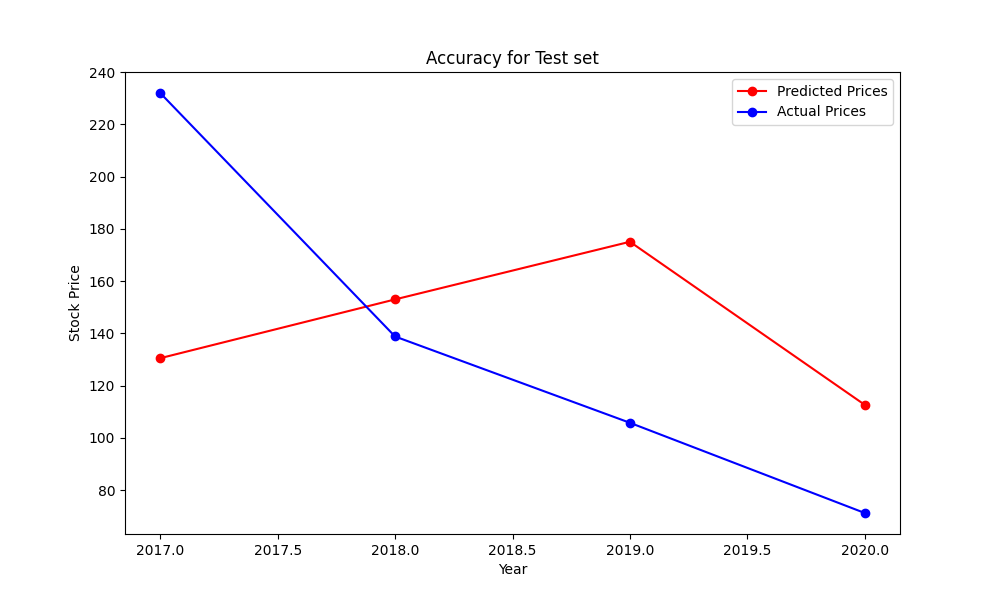 Accuracy for Test set
Predicted Prices
Actual Prices
Stock Price
240
220
200
180
160
140
120
100
80
2017.0 2017.5 2018.0 2018.5 2019.0 2019.5 2020.0
Year